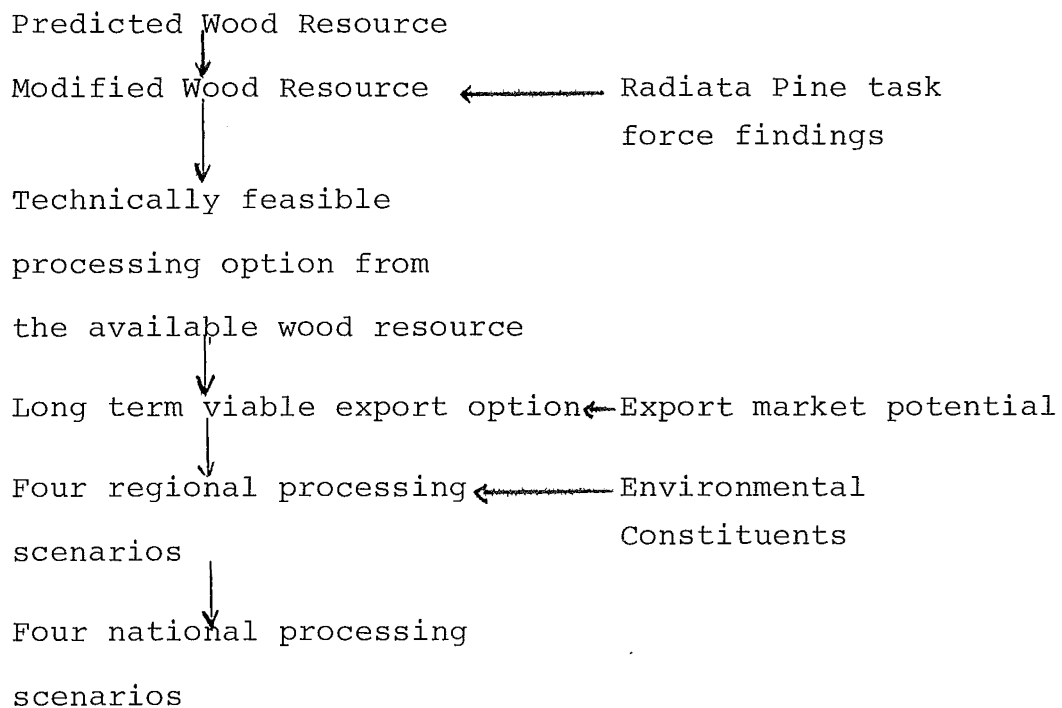 Predicted Wood Resource
Modified Wood Resource
Radiata Pine task
force findings
Technically feasible
processing option from
the available wood resource
Long term viable export option
Export market potential
Four regional processing
scenarios
Environmental
Constituents
Four national processing
scenarios